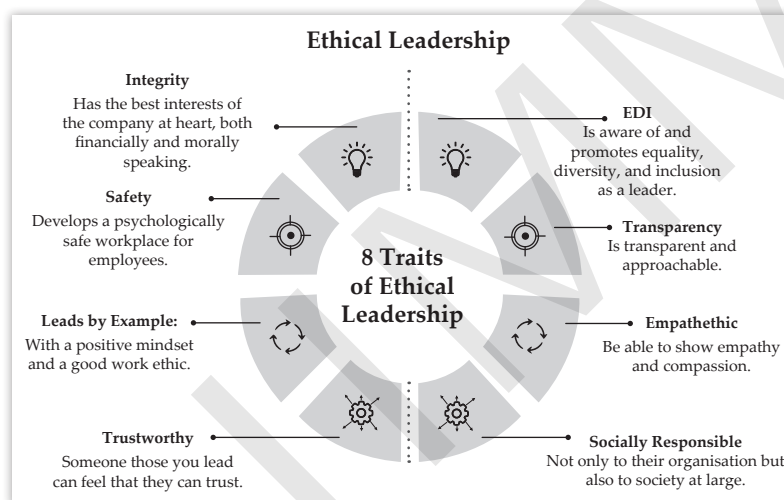 Ethical Leadership
Integrity
Has the best interests of
the company at heart, both
financially and morally
speaking.
Safety
Develops a psychologically
safe workplace for
employees.
Leads by Example:
With a positive mindset
and a good work ethic.
Trustworthy
Someone those you lead
can feel that they can trust.
8 Traits
of Ethical
Leadership
EDI
Is aware of and
promotes equality,
diversity, and inclusion
as a leader.
Transparency
Is transparent and
approachable.
Empathethic
Be able to show empathy
and compassion.
Socially Responsible
Not only to their organisation but
also to society at large.